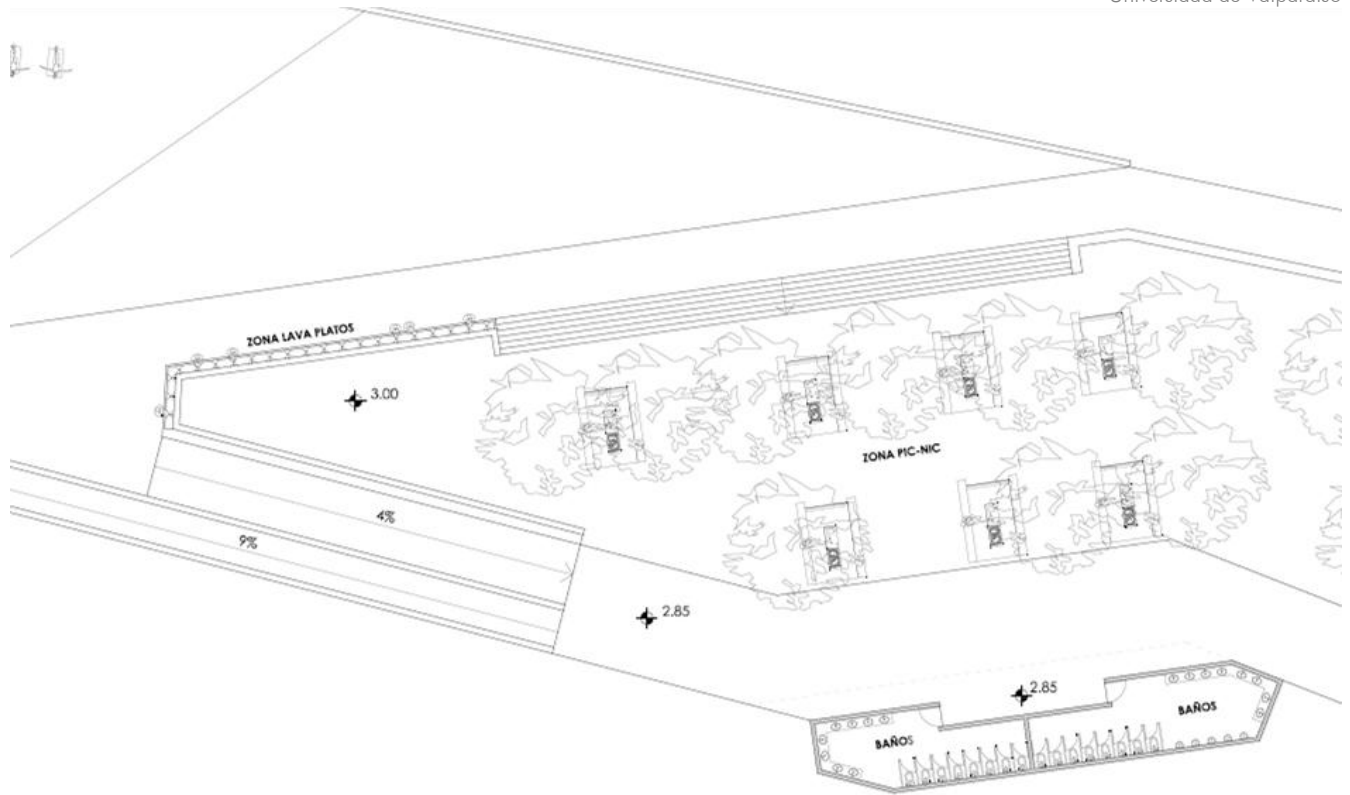 Universidad de Valparaíso
ZONA LAVA PLATOS
3.00
ZONA PIC-NIC
4%
9%
2.85
2.85
BAÑOS
BAÑOS